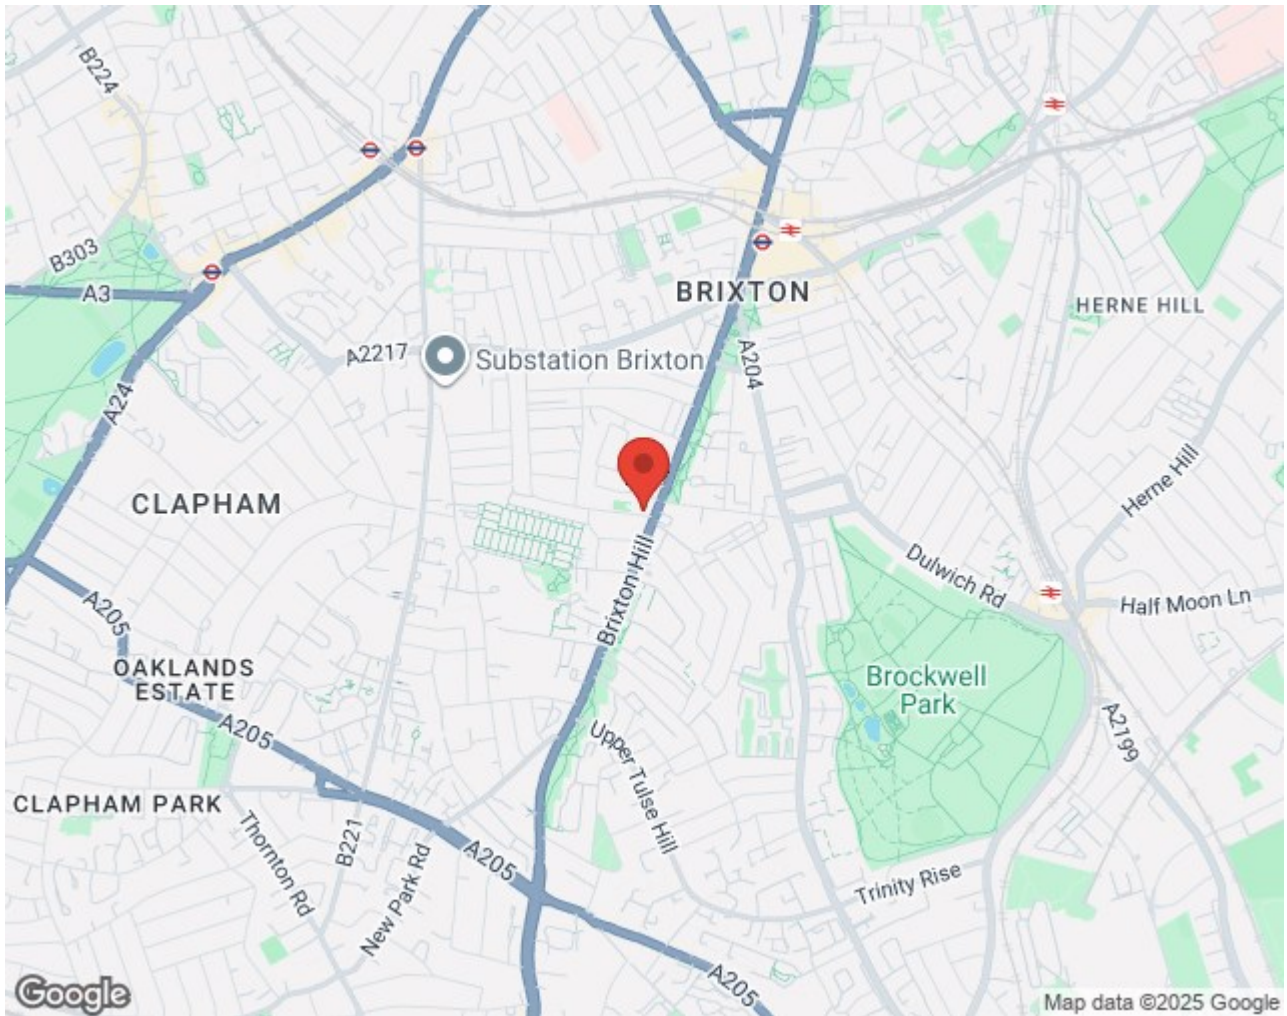 B224
B303
A3
A24
A2217
Substation Brixton
BRIXTON
A204
HERNE HILL
Herne Hill
CLAPHAM
Brixton Hill
Dulwich Rd
Half Moon Ln
A205
OAKLANDS
ESTATE
A205
Brockwell
Park
A2199
Upper Tulse Hill
CLAPHAM PARK
Thornton Rd
B221
New Park Rd
A205
Trinity Rise
A205
Google
Map data ©2025 Google